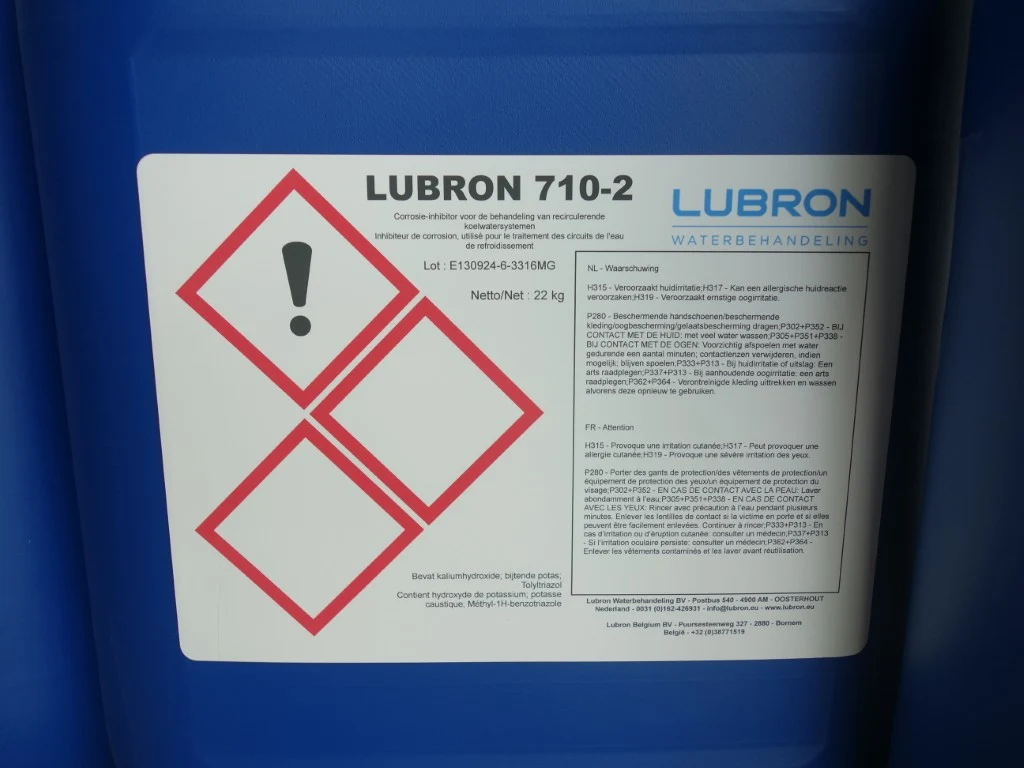 LUBRON 710-2
Corrosie-inhibitor voor de behandeling van recirculerende
koelwatersystemen
Inhibiteur de corrosion, utilisé pour le traitement des circuits de l'eau
de refroidissement
Lot : E130924-6-3316MG
Netto/Net : 22 kg
LUBRON
WATERBEHANDELING
NL - Waarschuwing
H315 - Veroorzaakt huidirritatie;H317 - Kan een allergische huidreactie
veroorzaken;H319 - Veroorzaakt ernstige oogirritatie.
P280 - Beschermende handschoenen/beschermende
kleding/oogbescherming/gelaatsbescherming dragen;P302+P352 - BIJ
CONTACT MET DE HUID: met veel water wassen;P305+P351+P338 -
BIJ CONTACT MET DE OGEN: Voorzichtig afspoelen met water
gedurende een aantal minuten; contactlenzen verwijderen, indien
mogelijk; blijven spoelen;P333+P313 - Bij huidirritatie of uitslag: Een
arts raadplegen;P337+P313 - Bij aanhoudende oogirritatie: een arts
raadplegen;P362+P364 - Verontreinigde kleding uittrekken en wassen
alvorens deze opnieuw te gebruiken.
FR - Attention
H315 - Provoque une irritation cutanée;H317 - Peut provoquer une
allergie cutanée;H319 - Provoque une sévère irritation des yeux.
P280 - Porter des gants de protection/des vêtements de protection/un
équipement de protection des yeux/un équipement de protection du
visage;P302+P352 - EN CAS DE CONTACT AVEC LA PEAU: Laver
abondamment à l'eau;P305+P351+P338 - EN CAS DE CONTACT
AVEC LES YEUX: Rincer avec précaution à l'eau pendant plusieurs
minutes. Enlever les lentilles de contact si la victime en porte et si elles
peuvent être facilement enlevées. Continuer à rincer;P333+P313 - En
cas d'irritation ou d'éruption cutanée: consulter un médecin;P337+P313
- Si l'irritation oculaire persiste: consulter un médecin;P362+P364 -
Enlever les vêtements contaminés et les laver avant réutilisation.
Bevat kaliumhydroxide; bijtende potas;
Tolyltriazol
Contient hydroxyde de potassium; potasse
caustique; Méthyl-1H-benzotriazole
Lubron Waterbehandeling BV - Postbus 540 - 4900 AM - OOSTERHOUT
Nederland - 0031 (0)162-426931 - info@lubron.eu - www.lubron.eu
Lubron Belgium BV - Puursesteenweg 327 - 2880 - Bornem
België - +32 (0)38771519